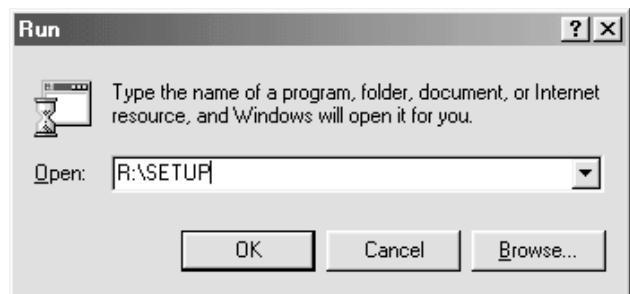 Run
Type the name of a program, folder, document, or Internet
resource, and Windows will open it for you.
Open: R:\SETUP
OK Cancel Browse...